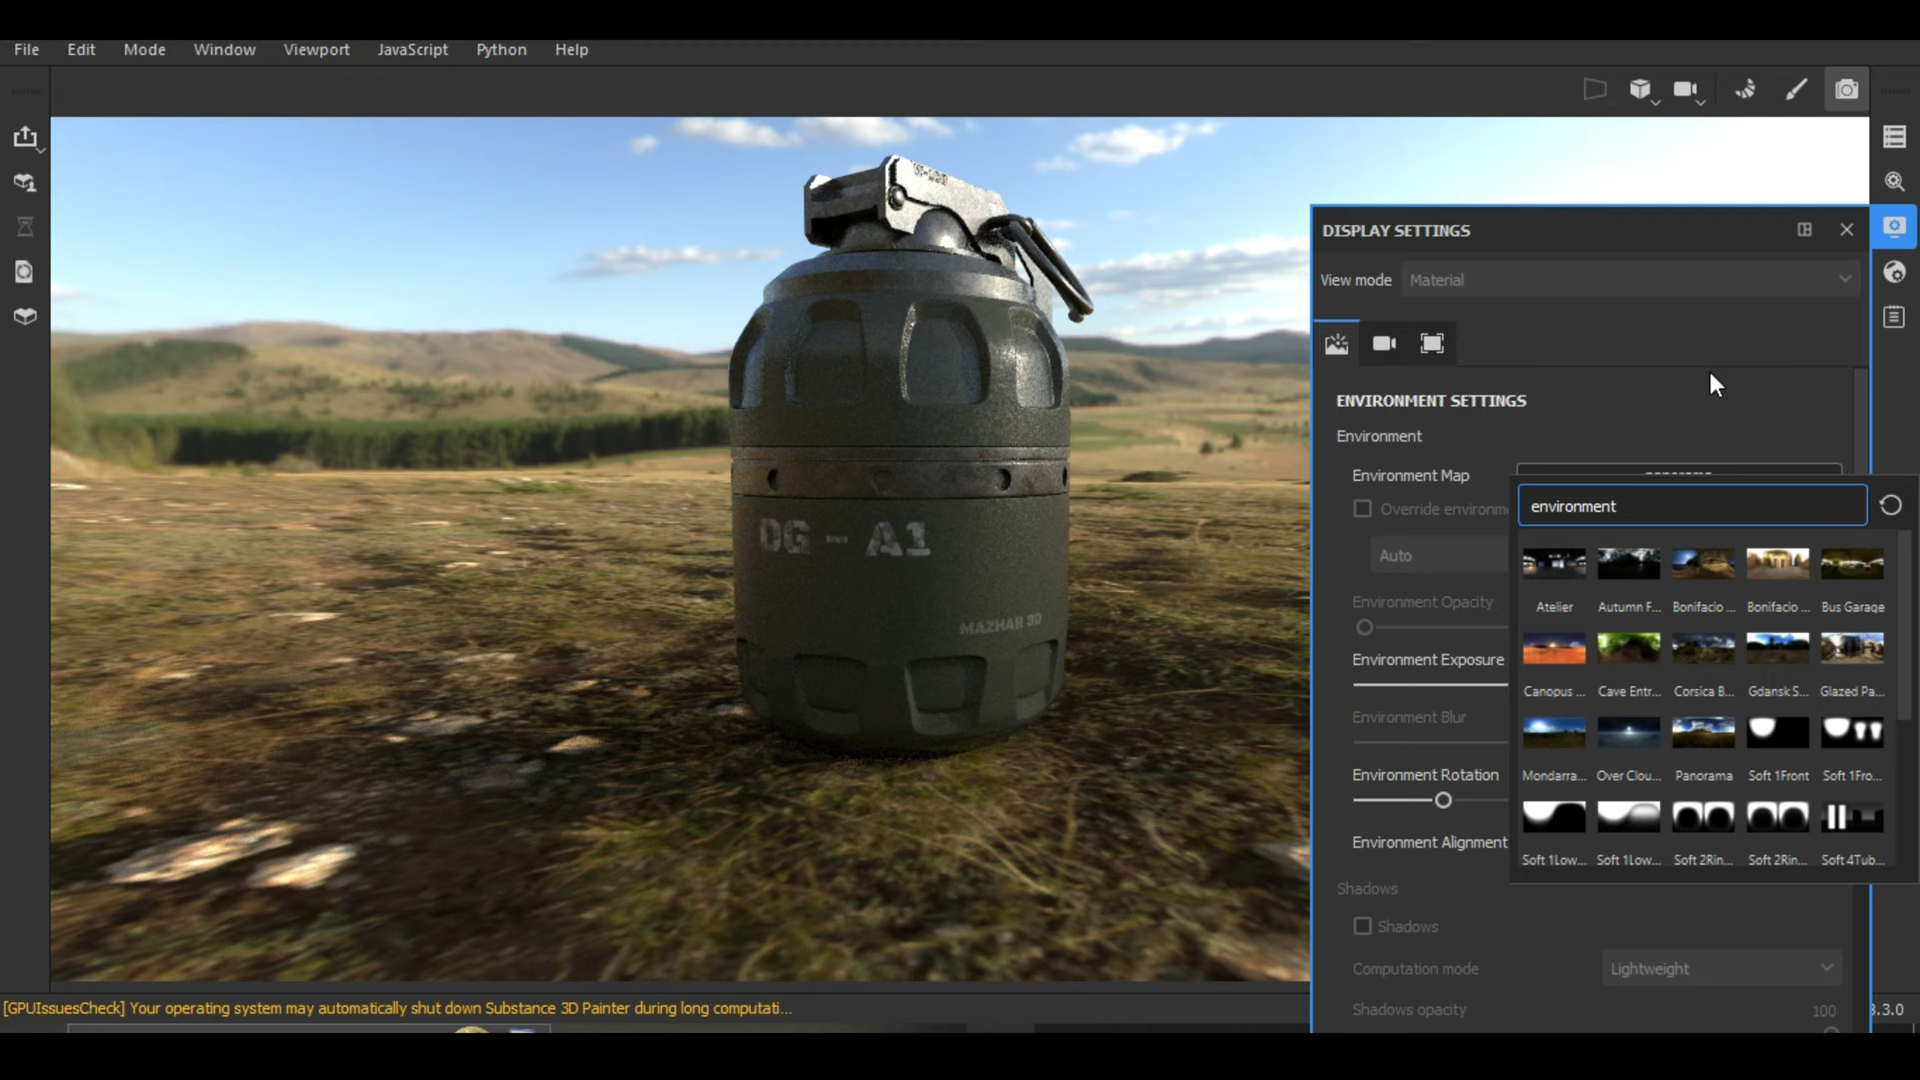 File Edit Mode Window Viewport JavaScript Python Help
DISPLAY SETTINGS
View mode Material
ENVIRONMENT SETTINGS
Environment
Environment Map
environment
Override environm
Auto
Environment Opacity
Environment Exposure
Environment Blur
Environment Rotation
Environment Alignment
Atelier Autumn F... Bonifacio ... Bonifacio ... Bus Garage
Canopus ... Cave Entr... Corsica B... Gdansk S... Glazed Pa...
Mondarra... Over Clou... Panorama Soft 1Front Soft 1Fro...
Soft 1Low... Soft 1Low... Soft 2Rin... Soft 2Rin... Soft 4Tub...
Shadows
Shadows
Computation mode Lightweight
Shadows opacity 100
DG - A1
MAZHAR 3D
[GPUIssuesCheck] Your operating system may automatically shut down Substance 3D Painter during long computati...
.3.0